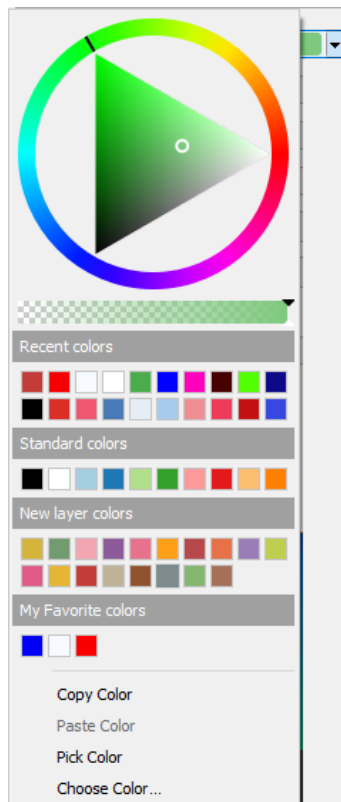 Recent colors
Standard colors
New layer colors
My Favorite colors
Copy Color
Paste Color
Pick Color
Choose Color...